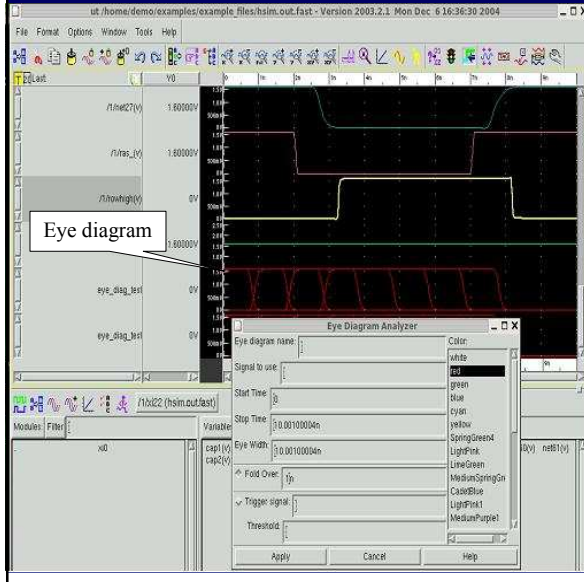 ut /home/demo/examples/example_files/hsim.out.fast - Version 2003.2.1 Mon Dec 6 16:36:30 2004
File Format Options Window Tools Help
Last Y0
/1/net27(v) 1.60000V
/1/ras_(v) 1.60000V
/1/rowhigh(v) 0V
Eye diagram
1.60000V
eye_diag_test 0V
eye_diag_test 0V
Eye Diagram Analyzer
Eye diagram name:
Color:
Signal to use:
Start Time: 0
Stop Time: 10.00100004n
Eye Width: 10.00100004n
Fold Over: 1n
Trigger signal:
Threshold:
white
red
green
blue
cyan
yellow
SpringGreen4
LightPink
LimeGreen
MediumSpringGr
CadetBlue
LightPink1
MediumPurple1
Apply Cancel Help
/1/xi22 (hsim.out.fast)
Modules Filter
Variable
xi0
cap1(v)
cap2(v)
net61(v)